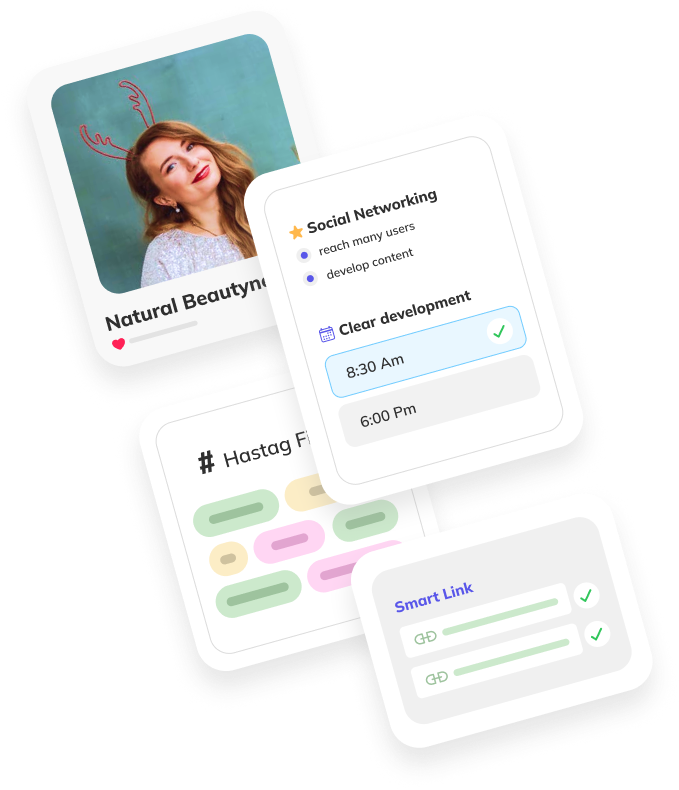 Natural Beautyn
Social Networking
reach many users
develop content
Clear development
8:30 Am
6:00 Pm
# Hastag Fi
Smart Link